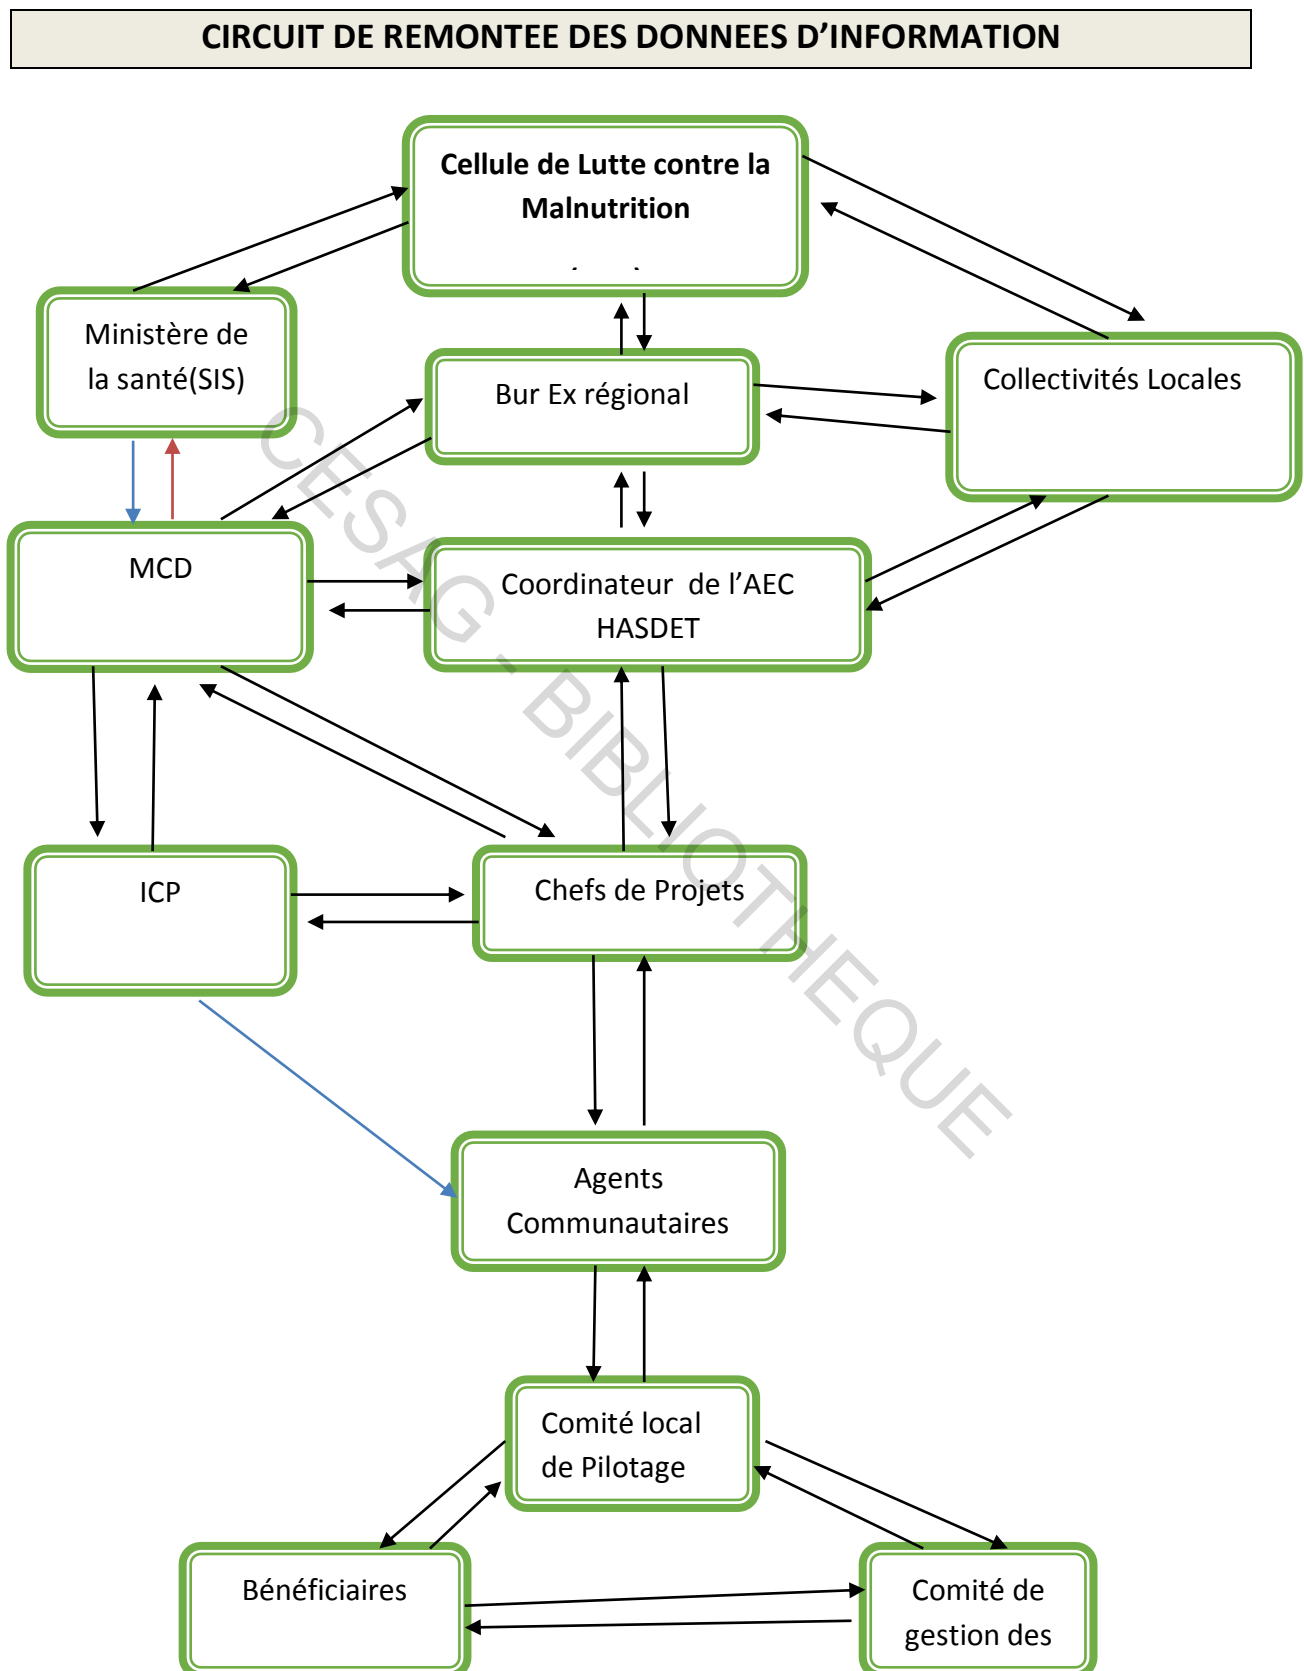 CIRCUIT DE REMONTEE DES DONNEES D’INFORMATION
Cellule de Lutte contre la
Malnutrition
Ministère de
la santé(SIS)
Bur Ex régional
Collectivités Locales
MCD
Coordinateur de l’AEC
HASDET
ICP
Chefs de Projets
Agents
Communautaires
Comité local
de Pilotage
Bénéficiaires
Comité de
gestion des
CESAG - BIBLIOTHEQUE